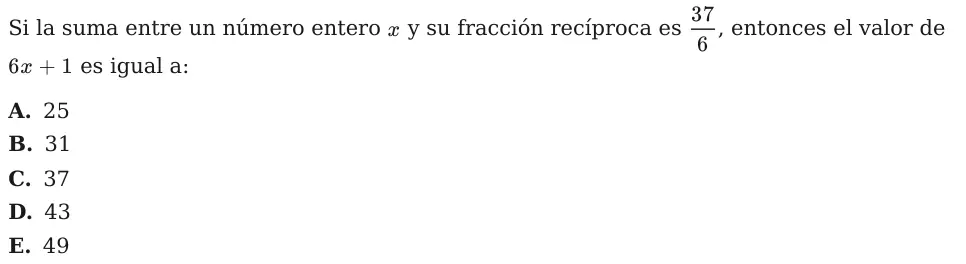 Si la suma entre un número entero x y su fracción recíproca es 37/6, entonces el valor de
6x + 1 es igual a:
A. 25
B. 31
C. 37
D. 43
E. 49